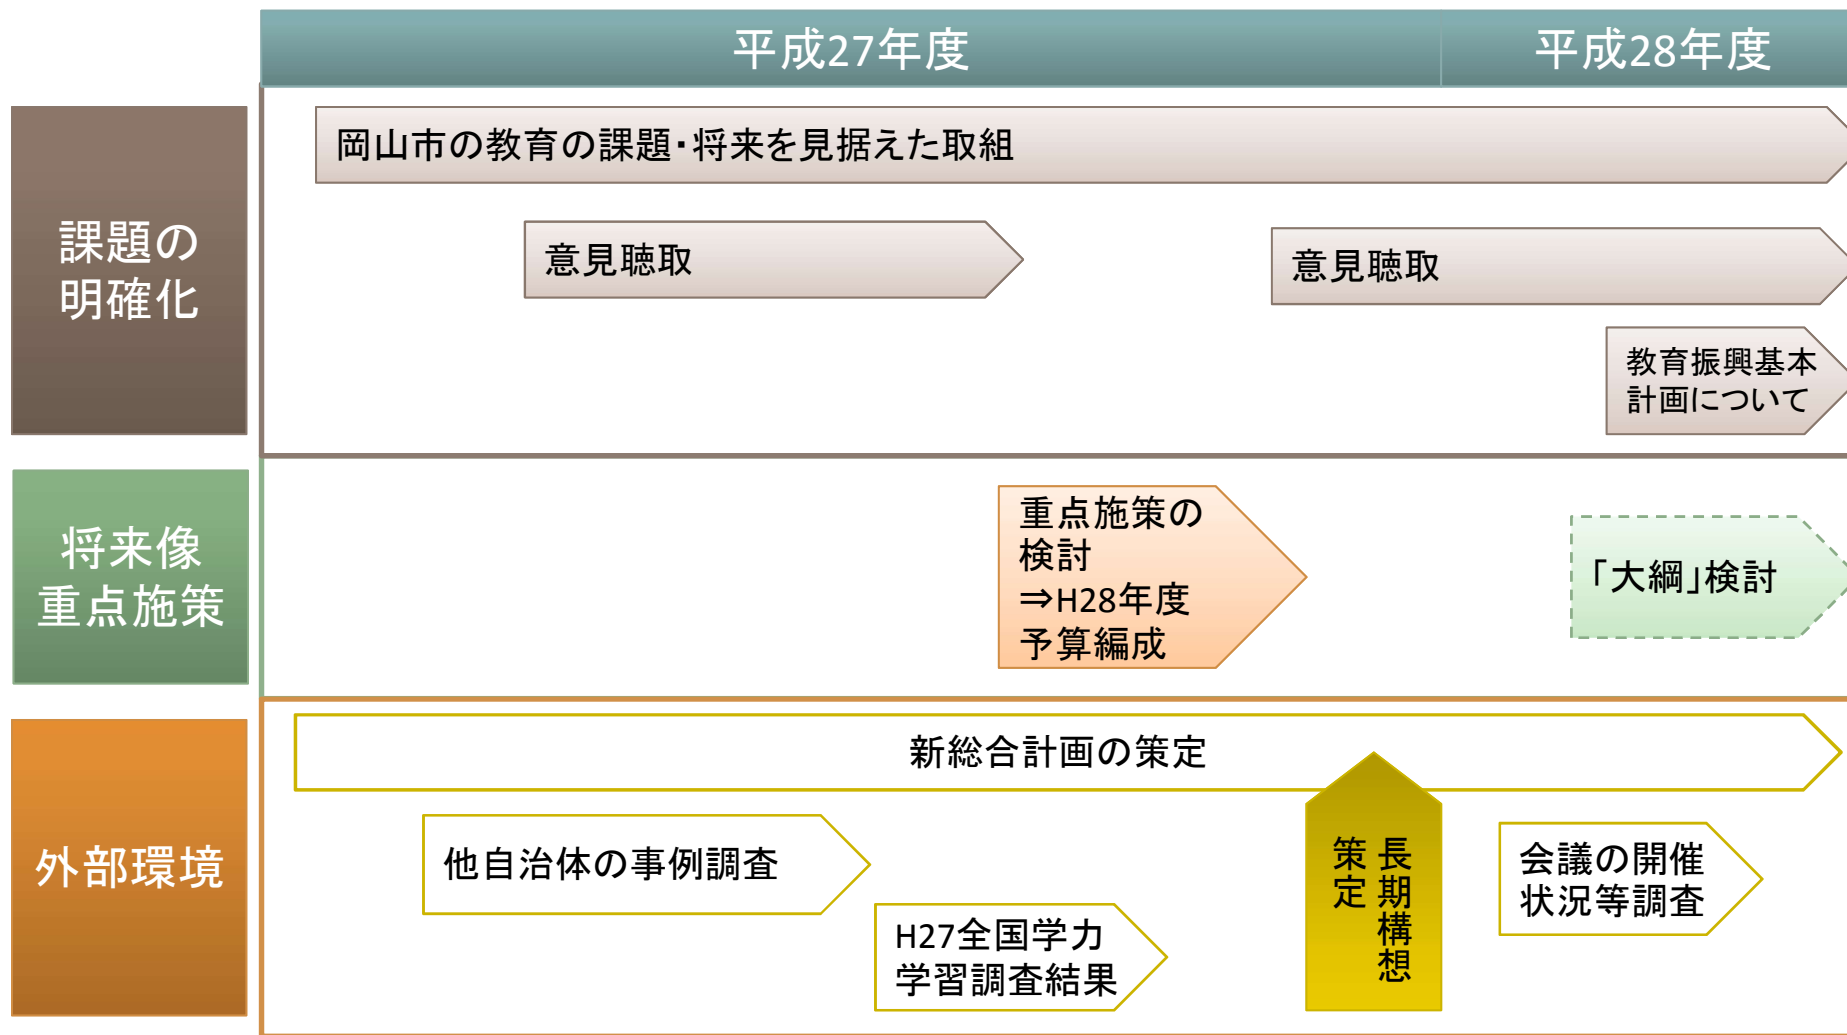 平成27年度
平成28年度
課題の
明確化
岡山市の教育の課題・将来を見据えた取組
意見聴取
意見聴取
教育振興基本
計画について
将来像
重点施策
重点施策の
検討
⇒H28年度
予算編成
「大綱」検討
外部環境
新総合計画の策定
他自治体の事例調査
H27全国学力
学習調査結果
長期構想
策定
会議の開催
状況等調査